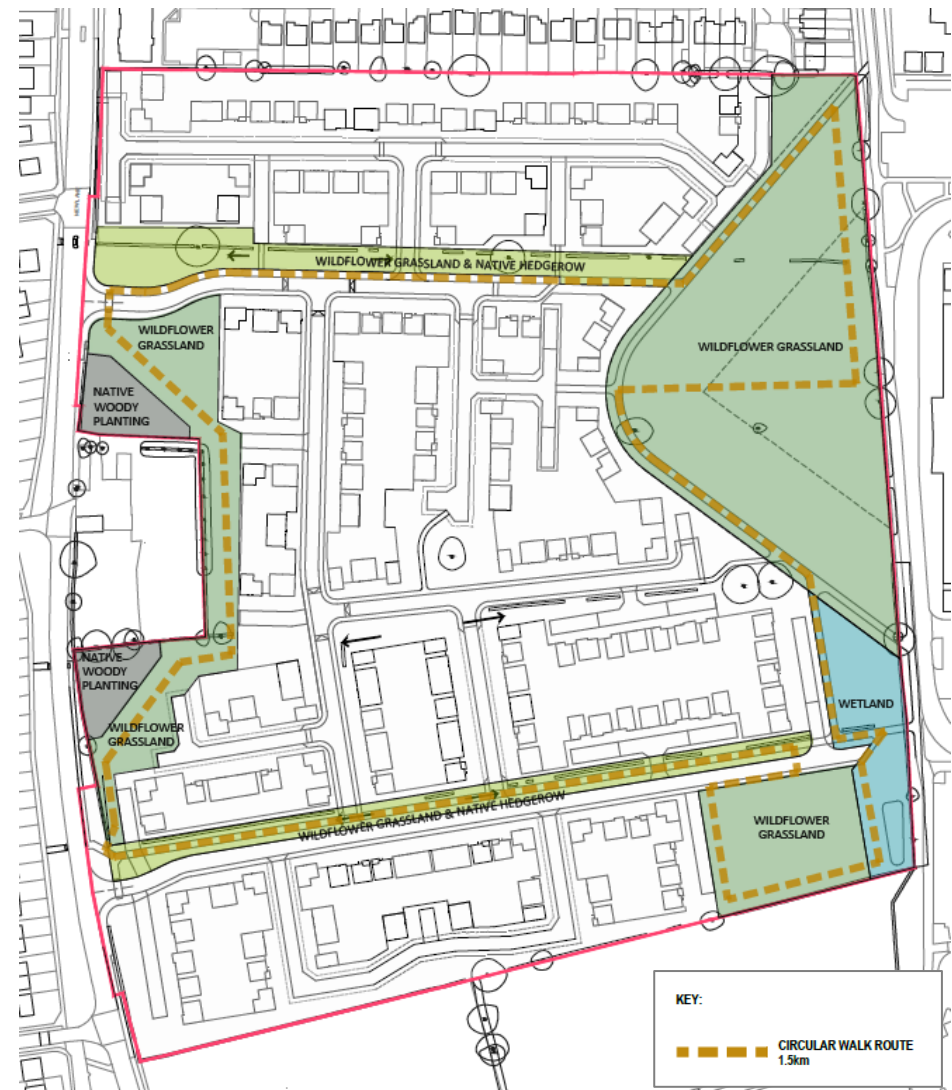 WILDFLOWER GRASSLAND & NATIVE HEDGEROW
WILDFLOWER
GRASSLAND
WILDFLOWER GRASSLAND
NATIVE
WOODY
PLANTING
NATIVE
WOODY
PLANTING
WETLAND
WILDFLOWER
GRASSLAND
WILDFLOWER GRASSLAND & NATIVE HEDGEROW
WILDFLOWER
GRASSLAND
KEY:
CIRCULAR WALK ROUTE
1.5km